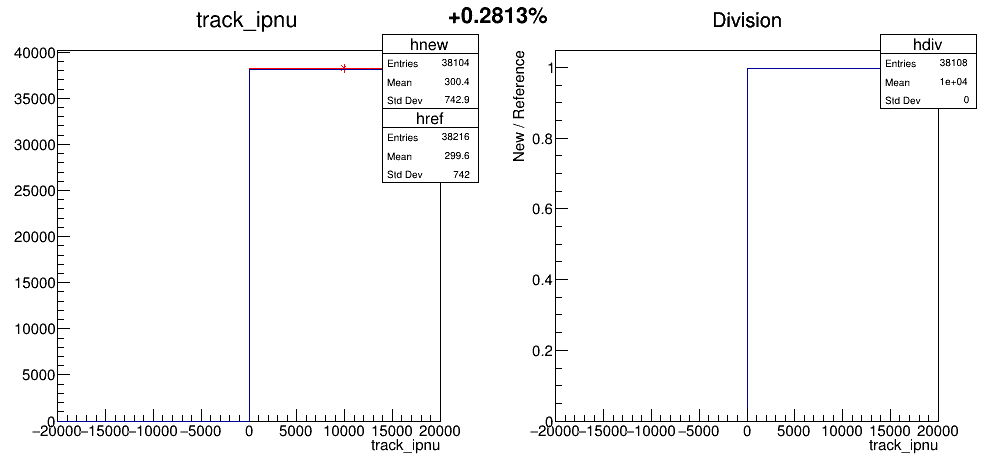 track_ipnu
+0.2813%
Division
hnew
Entries 38104
Mean 300.4
Std Dev 742.9
href
Entries 38216
Mean 299.6
Std Dev 742
40000
35000
30000
25000
20000
15000
10000
5000
0
−20000 −15000 −10000 −5000 0 5000 10000 15000 20000
track_ipnu
hdiv
Entries 38108
Mean 1e+04
Std Dev 0
New / Reference
1
0.8
0.6
0.4
0.2
0
−20000 −15000 −10000 −5000 0 5000 10000 15000 20000
track_ipnu